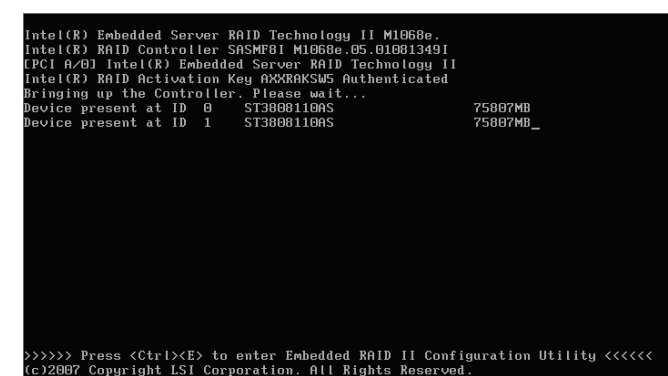 Intel(R) Embedded Server RAID Technology II M1068e.
Intel(R) RAID Controller SASMF8I M1068e.05.01081349I
[PCI A/0] Intel(R) Embedded Server RAID Technology II
Intel(R) RAID Activation Key AXXRAKSW5 Authenticated
Bringing up the Controller. Please wait...
Device present at ID 0 ST3808110AS 75807MB
Device present at ID 1 ST3808110AS 75807MB_
>>>>>> Press <Ctrl><E> to enter Embedded RAID II Configuration Utility <<<<<<
(c)2007 Copyright LSI Corporation. All Rights Reserved.